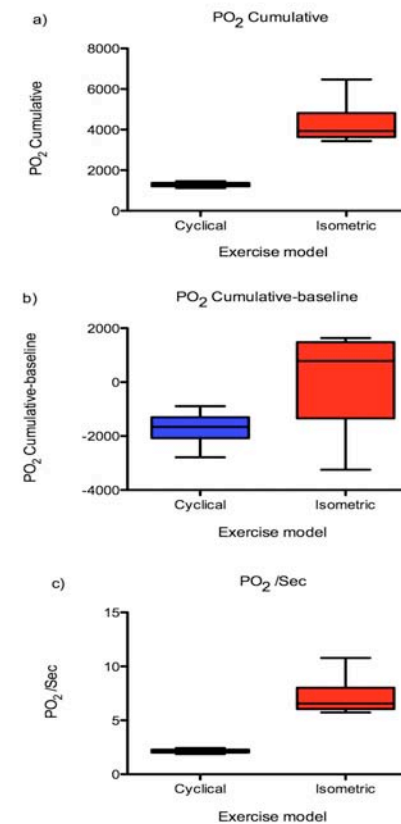 a)
PO2 Cumulative
8000
6000
4000
2000
0
PO2 Cumulative
Cyclical
Isometric
Exercise model
b)
PO2 Cumulative-baseline
2000
0
-2000
-4000
PO2 Cumulative-baseline
Cyclical
Isometric
Exercise model
c)
PO2 /Sec
15
10
5
0
PO2 /Sec
Cyclical
Isometric
Exercise model